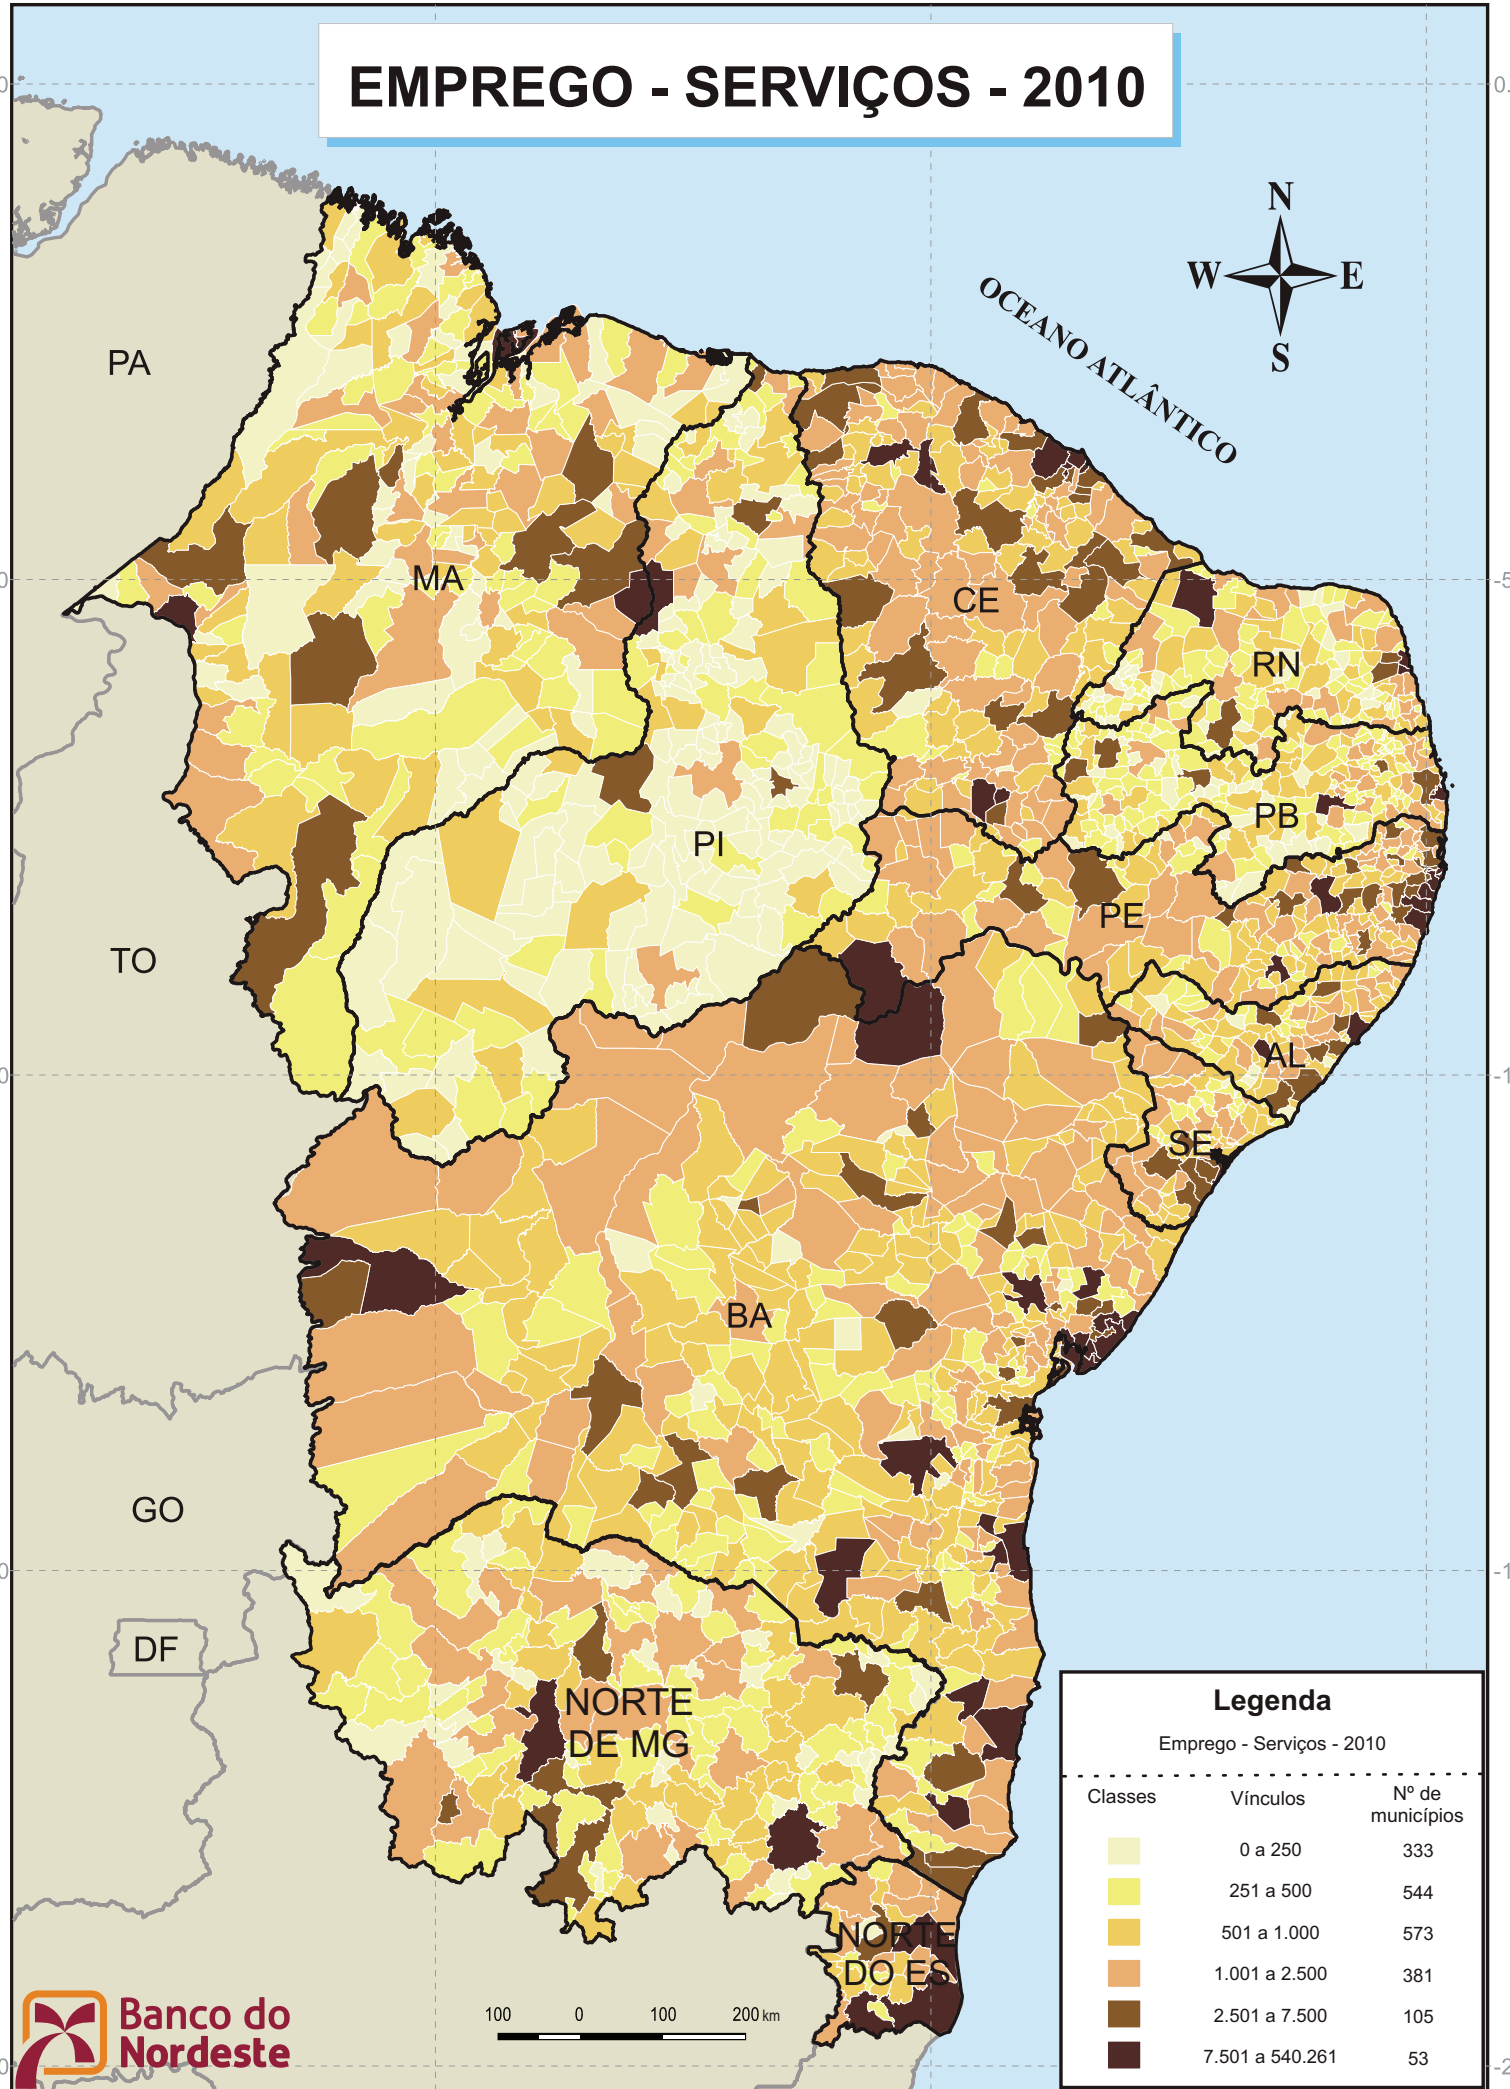 EMPREGO - SERVIÇOS - 2010
N
W E
S
OCEANO ATLÂNTICO
PA
MA
CE
RN
PB
PI
PE
TO
AL
SE
BA
GO
DF
NORTE
DE MG
NORTE
DO ES
Legenda
Emprego - Serviços - 2010
Classes Vínculos Nº de
municípios
0 a 250 333
251 a 500 544
501 a 1.000 573
1.001 a 2.500 381
2.501 a 7.500 105
7.501 a 540.261 53
100 0 100 200 km
Banco do
Nordeste